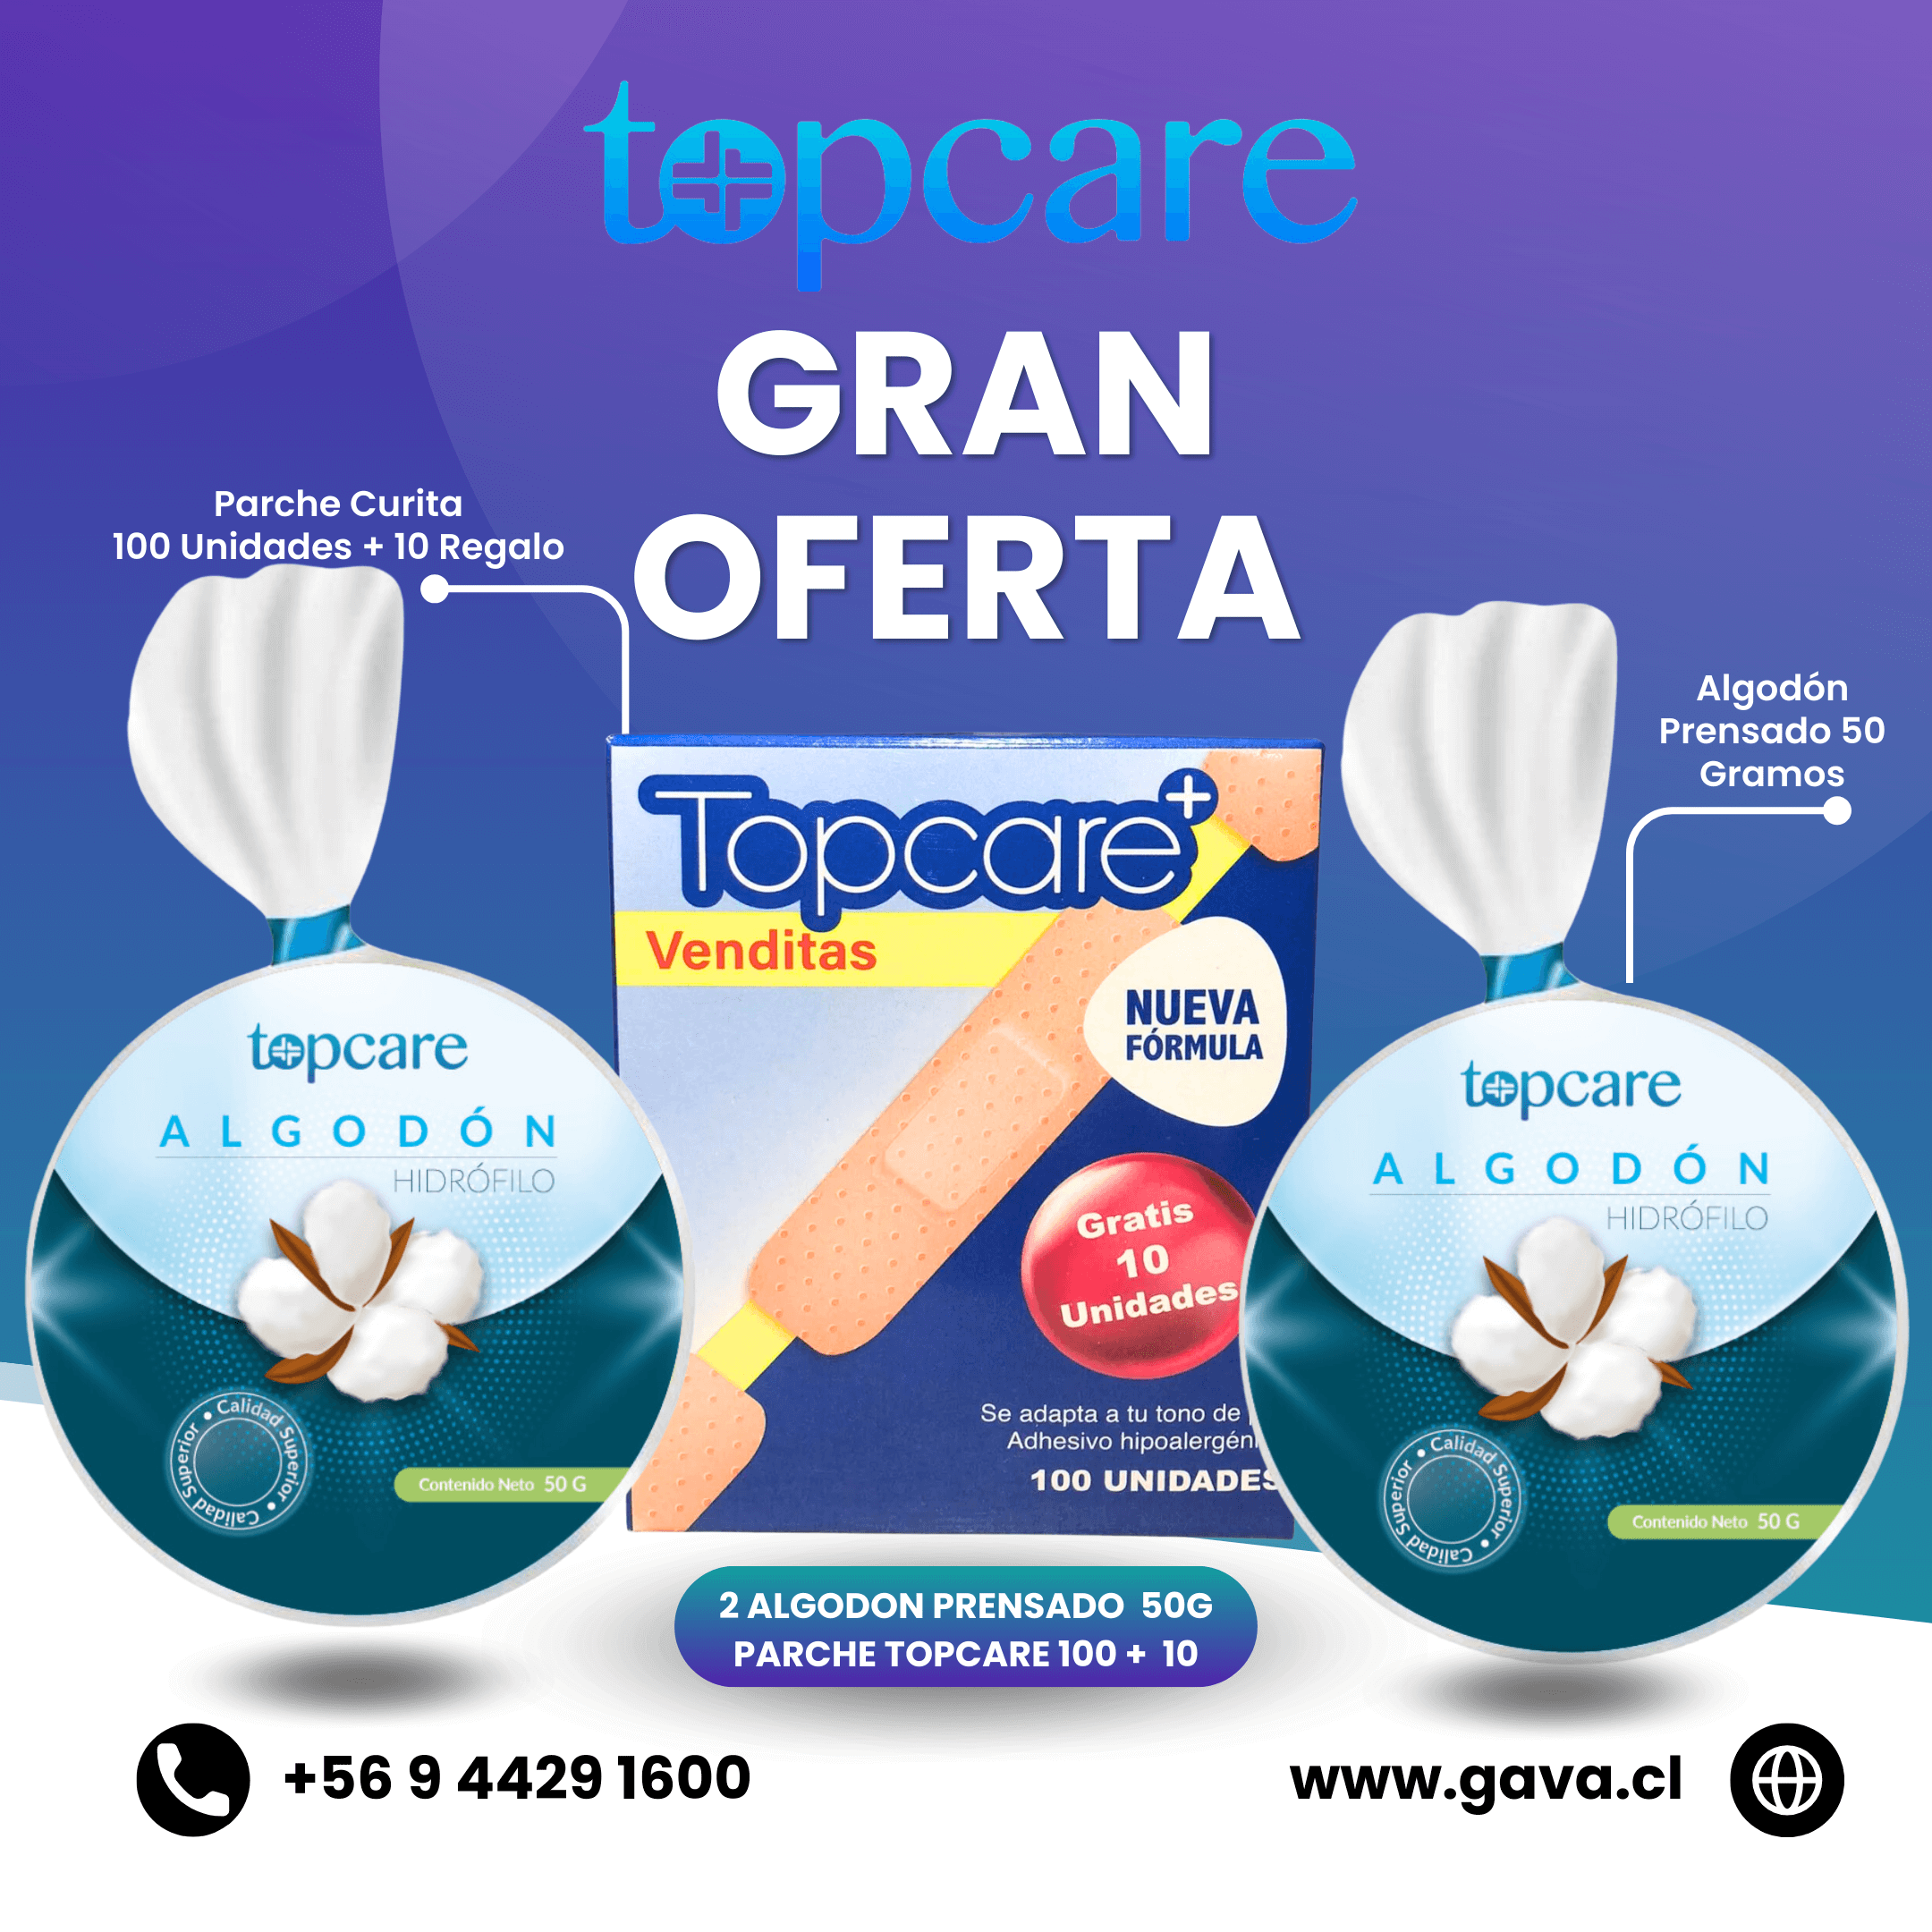 topcare
GRAN
OFERTA
Parche Curita
100 Unidades + 10 Regalo
Algodón
Prensado 50
Gramos
Topcare+
Venditas
NUEVA
FÓRMULA
Gratis
10
Unidades
Se adapta a tu tono de
Adhesivo hipoalergéni
100 UNIDADES
topcare
ALGODÓN
HIDRÓFILO
Calidad Superior • Calidad Superior •
Contenido Neto 50 G
topcare
ALGODÓN
HIDRÓFILO
Calidad Superior • Calidad Superior •
Contenido Neto 50 G
2 ALGODON PRENSADO 50G
PARCHE TOPCARE 100 + 10
+56 9 4429 1600
www.gava.cl